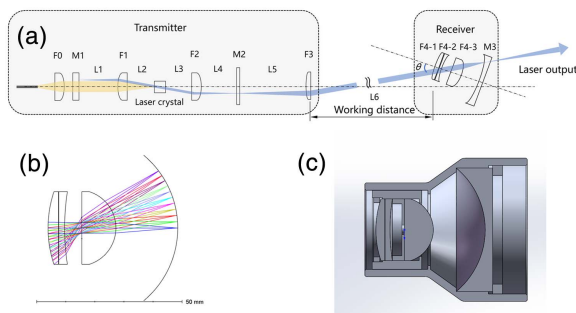 (a)
Transmitter
Receiver
F0 M1 L1 F1 L2 L3 F2 L4 M2 L5 F3
Laser crystal
L6
Working distance
θ
F4-1
F4-2
F4-3
M3
Laser output
(b)
50 mm
(c)